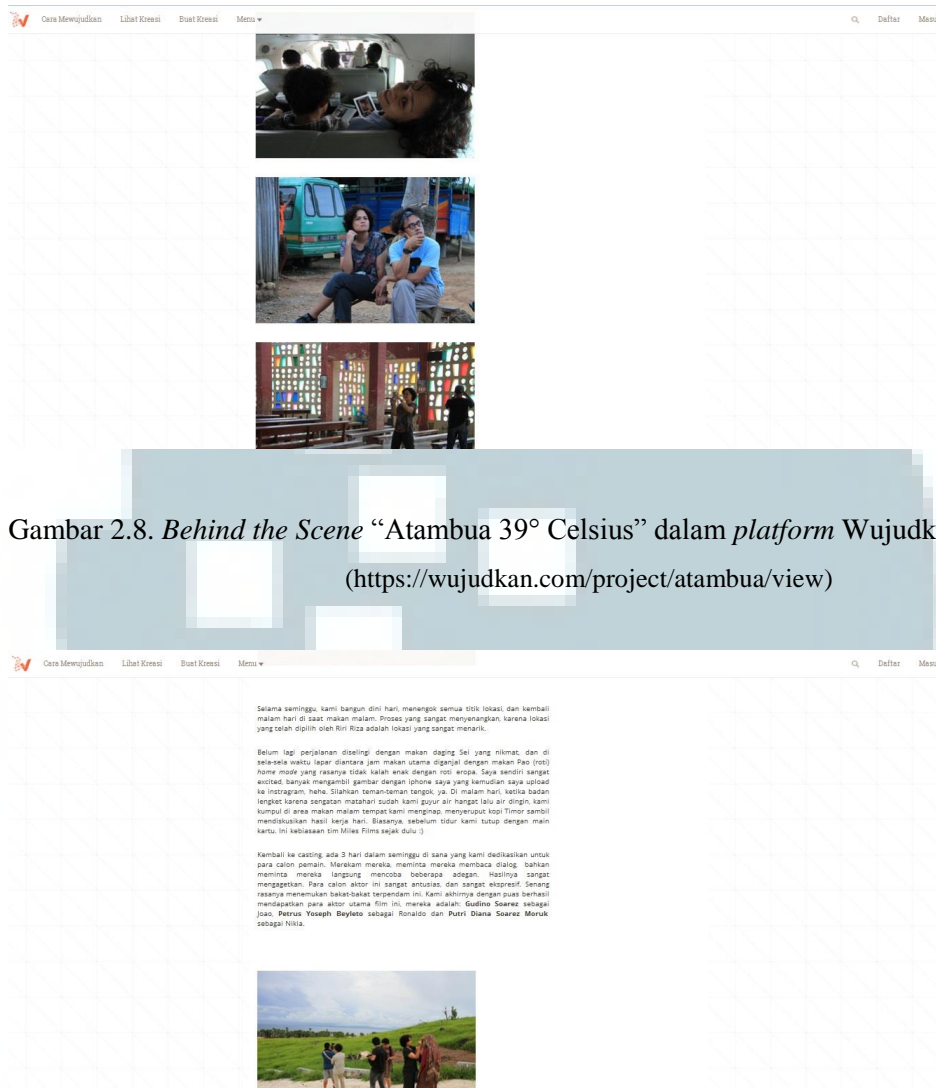 Cara Mewujudkan Lihat Kreasi Buat Kreasi Menu Daftar Masu
Gambar 2.8. Behind the Scene “Atambua 39° Celsius” dalam platform Wujudk
(https://wujudkan.com/project/atambua/view)
Cara Mewujudkan Lihat Kreasi Buat Kreasi Menu Daftar Masu
Selama seminggu, kami bangun dini hari, menengok semua titik lokasi, dan kembali
malam hari di saat makan malam. Proses yang sangat menyenangkan, karena lokasi
yang telah dipilih oleh Riri Riza adalah lokasi yang sangat menarik.
Belum lagi perjalanan diselingi dengan makan daging Sei yang nikmat, dan di
sela-sela waktu lapar diantara jam makan utama diganjal dengan makan Pao (roti)
home made yang rasanya tidak kalah enak dengan roti eropa. Saya sendiri sangat
excited, banyak mengambil gambar dengan iphone saya yang kemudian saya upload
ke instragram, hehe. Silahkan teman-teman tengok, ya. Di malam hari, ketika badan
lengket karena sengatan matahari sudah kami guyur air hangat lalu air dingin, kami
kumpul di area makan malam tempat kami menginap, menyeruput kopi Timor sambil
mendiskusikan hasil kerja hari. Biasanya, sebelum tidur kami tutup dengan main
kartu. Ini kebiasaan tim Miles Films sejak dulu :)
Kembali ke casting, ada 3 hari dalam seminggu di sana yang kami dedikasikan untuk
para calon pemain. Merekam mereka, meminta mereka membaca dialog, bahkan
meminta mereka langsung mencoba beberapa adegan. Hasilnya sangat
mengagetkan. Para calon aktor ini sangat antusias, dan sangat ekspresif. Senang
rasanya menemukan bakat-bakat terpendam ini. Kami akhirnya dengan puas berhasil
mendapatkan para aktor utama film ini, mereka adalah: Gudino Soarez sebagai
Joao, Petrus Yoseph Beyleto sebagai Ronaldo dan Putri Diana Soarez Moruk
sebagai Nikia.